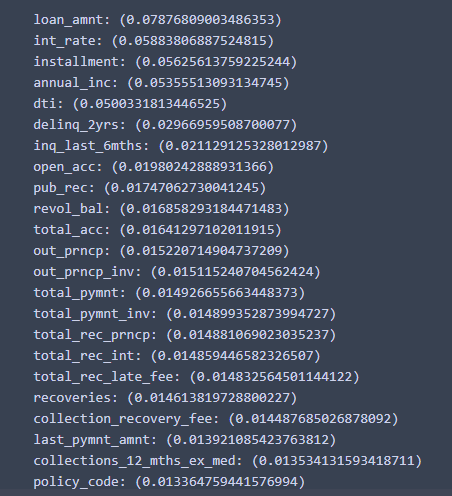 loan_amnt: (0.07876809003486353)
int_rate: (0.05883806887524815)
installment: (0.05625613759225244)
annual_inc: (0.05355513093134745)
dti: (0.0500331813446525)
delinq_2yrs: (0.02966959508700077)
inq_last_6mths: (0.021129125328012987)
open_acc: (0.01980242888931366)
pub_rec: (0.01747062730041245)
revol_bal: (0.016858293184471483)
total_acc: (0.01641297102011915)
out_prncp: (0.015220714904737209)
out_prncp_inv: (0.015115240704562424)
total_pymnt: (0.014926655663448373)
total_pymnt_inv: (0.014899352873994727)
total_rec_prncp: (0.014881069023035237)
total_rec_int: (0.014859446582326507)
total_rec_late_fee: (0.014832564501144122)
recoveries: (0.014613819728800227)
collection_recovery_fee: (0.014487685026878092)
last_pymnt_amnt: (0.013921085423763812)
collections_12_mths_ex_med: (0.013534131593418711)
policy_code: (0.013364759441576994)